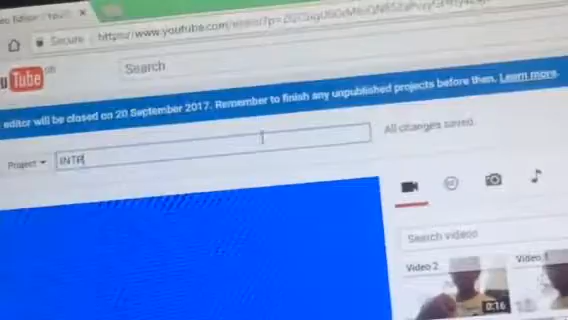 Secure
https://www.youtube.com/
YouTube
Search
editor will be closed on 20 September 2017. Remember to finish any unpublished projects before then. Learn more.
Project
INTR
All changes saved.
Search videos
Video 2
Video 1
0:16